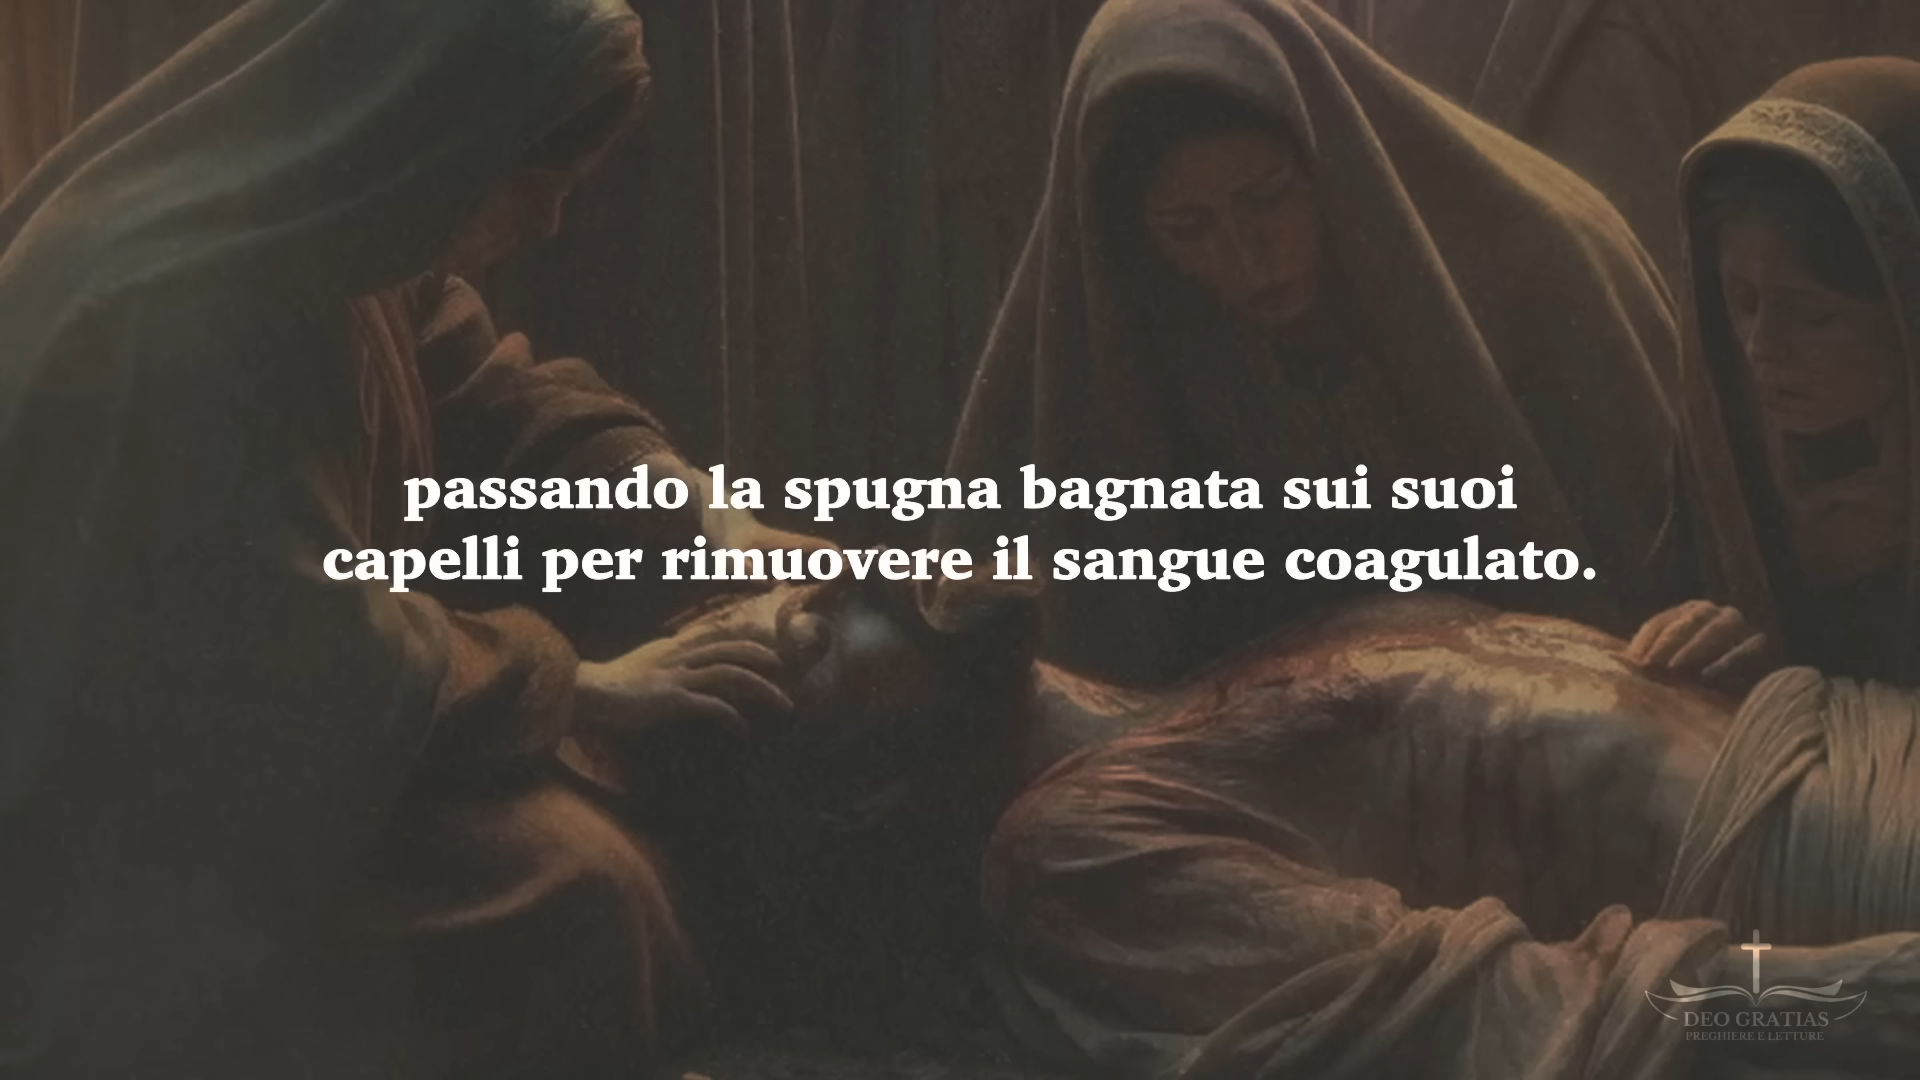 passando la spugna bagnata sui suoi
capelli per rimuovere il sangue coagulato.
DEO GRATIAS
PREGHIERE E LETTURE